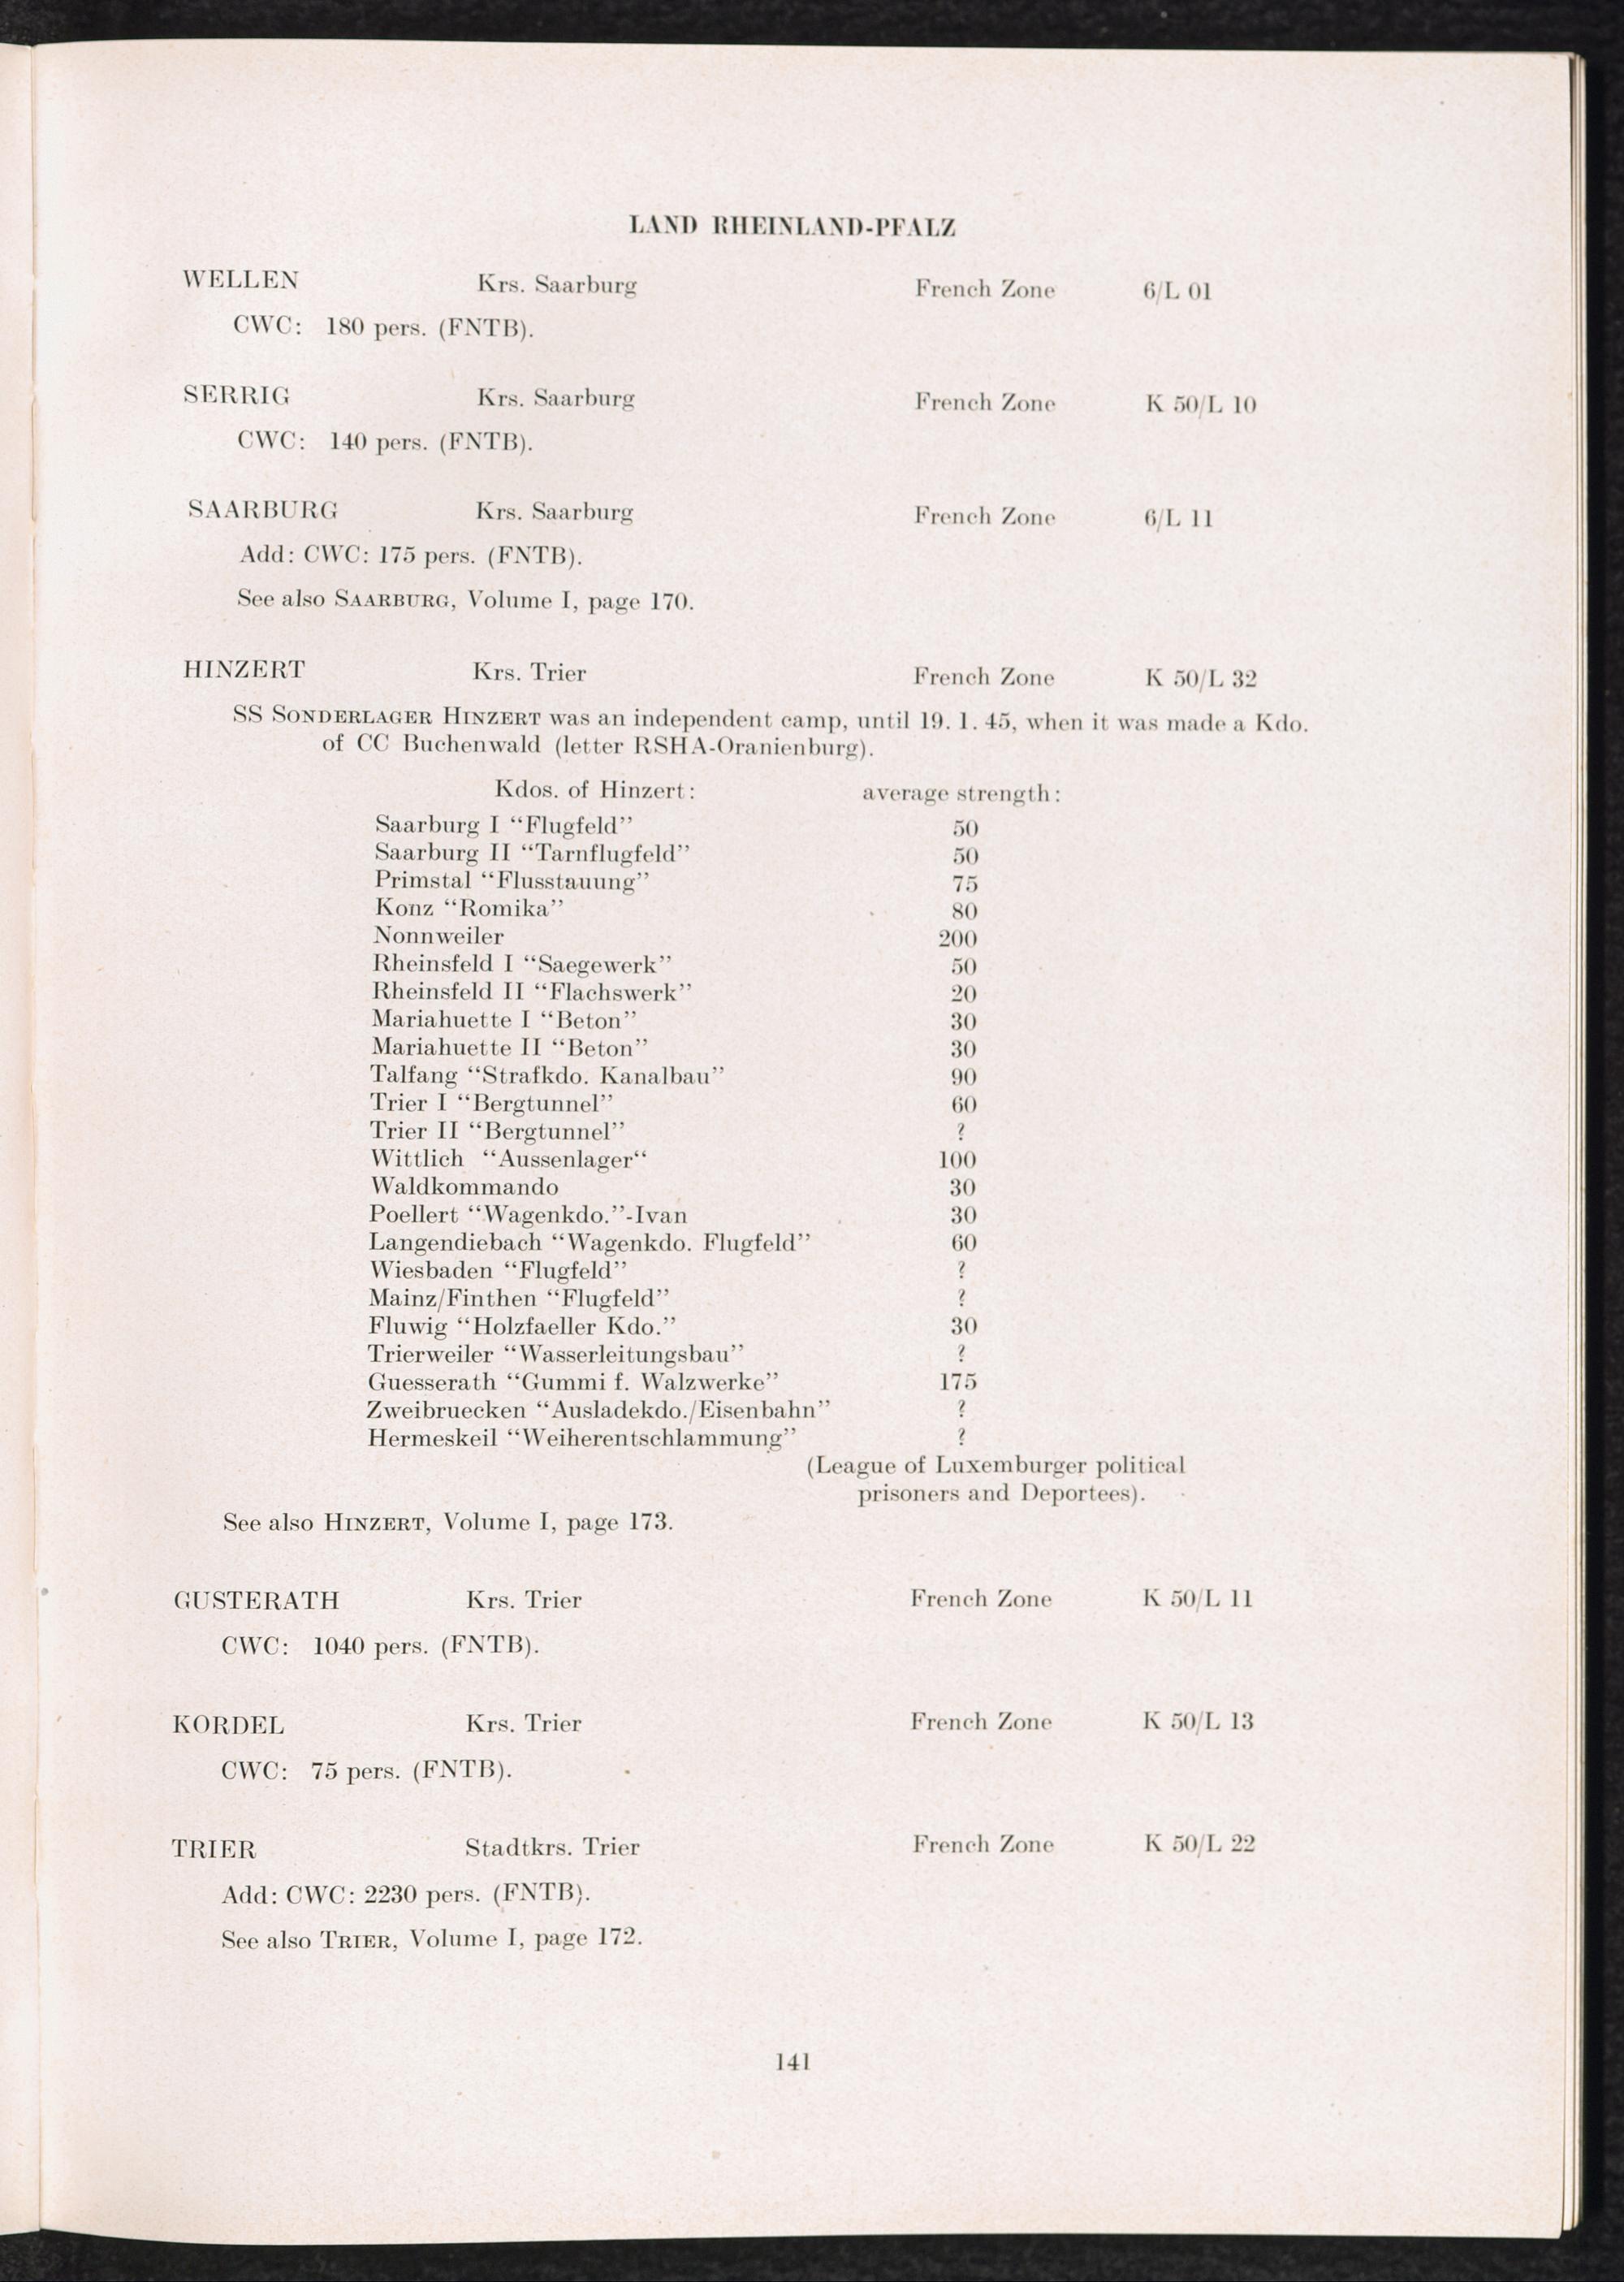 LAND RHEINLAND-PFALZ
WELLEN Krs. Saarburg French Zone 6/L 01
CWC: 180 pers. (FNTB).
SERRIG Krs. Saarburg French Zone K 50/L 10
CWC: 140 pers. (FNTB).
SAARBURG Krs. Saarburg French Zone 6/L 11
Add: CWC: 175 pers. (FNTB).
See also SAARBURG, Volume I, page 170.
HINZERT Krs. Trier French Zone K 50/L 32
SS SONDERLAGER HINZERT was an independent camp, until 19. 1. 45, when it was made a Kdo.
of CC Buchenwald (letter RSHA-Oranienburg).
Kdos. of Hinzert: average strength:
Saarburg I “Flugfeld” 50
Saarburg II “Tarnflugfeld” 50
Primstal “Flusstauung” 75
Konz “Romika” 80
Nonnweiler 200
Rheinsfeld I “Saegewerk” 50
Rheinsfeld II “Flachswerk” 20
Mariahuette I “Beton” 30
Mariahuette II “Beton” 30
Talfang “Strafkdo. Kanalbau” 90
Trier I “Bergtunnel” 60
Trier II “Bergtunnel” ?
Wittlich “Aussenlager“ 100
Waldkommando 30
Poellert “Wagenkdo.”-Ivan 30
Langendiebach “Wagenkdo. Flugfeld” 60
Wiesbaden “Flugfeld” ?
Mainz/Finthen “Flugfeld” ?
Fluwig “Holzfaeller Kdo.” 30
Trierweiler “Wasserleitungsbau” ?
Guesserath “Gummi f. Walzwerke” 175
Zweibruecken “Ausladekdo./Eisenbahn” ?
Hermeskeil “Weiherentschlammung” ?
(League of Luxemburger political
prisoners and Deportees).
See also HINZERT, Volume I, page 173.
GUSTERATH Krs. Trier French Zone K 50/L 11
CWC: 1040 pers. (FNTB).
KORDEL Krs. Trier French Zone K 50/L 13
CWC: 75 pers. (FNTB).
TRIER Stadtkrs. Trier French Zone K 50/L 22
Add: CWC: 2230 pers. (FNTB).
See also TRIER, Volume I, page 172.
141